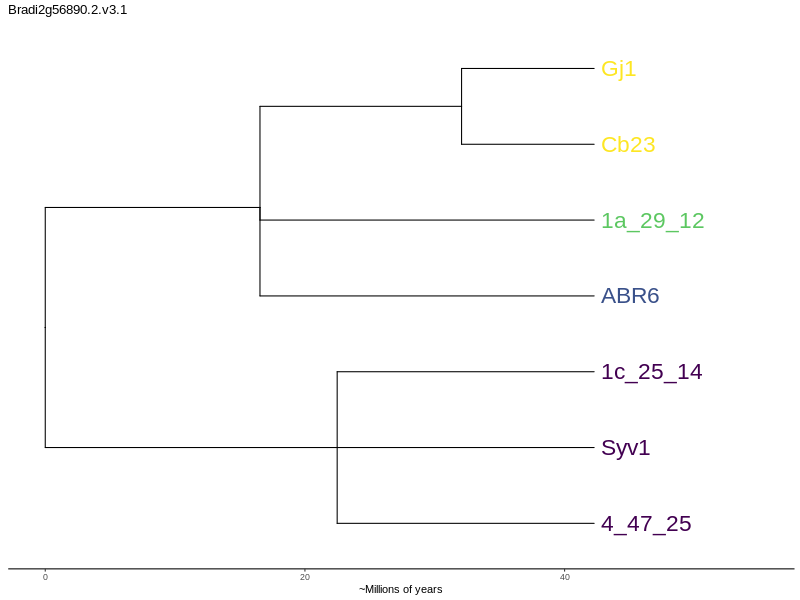 Bradi2g56890.2.v3.1
Gj1
Cb23
1a_29_12
ABR6
1c_25_14
Syv1
4_47_25
0 20 40
~Millions of years